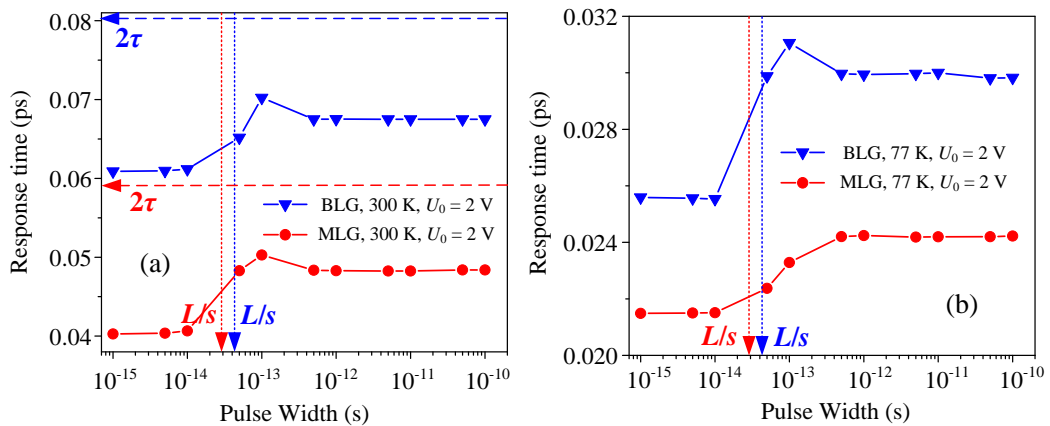 0.08
0.07
0.06
0.05
0.04
Response time (ps)
2τ
2τ
BLG, 300 K, U₀ = 2 V
MLG, 300 K, U₀ = 2 V
(a)
L/s
L/s
10⁻¹⁵ 10⁻¹⁴ 10⁻¹³ 10⁻¹² 10⁻¹¹ 10⁻¹⁰
Pulse Width (s)
0.032
0.028
0.024
0.020
Response time (ps)
BLG, 77 K, U₀ = 2 V
MLG, 77 K, U₀ = 2 V
(b)
L/s
L/s
10⁻¹⁵ 10⁻¹⁴ 10⁻¹³ 10⁻¹² 10⁻¹¹ 10⁻¹⁰
Pulse Width (s)